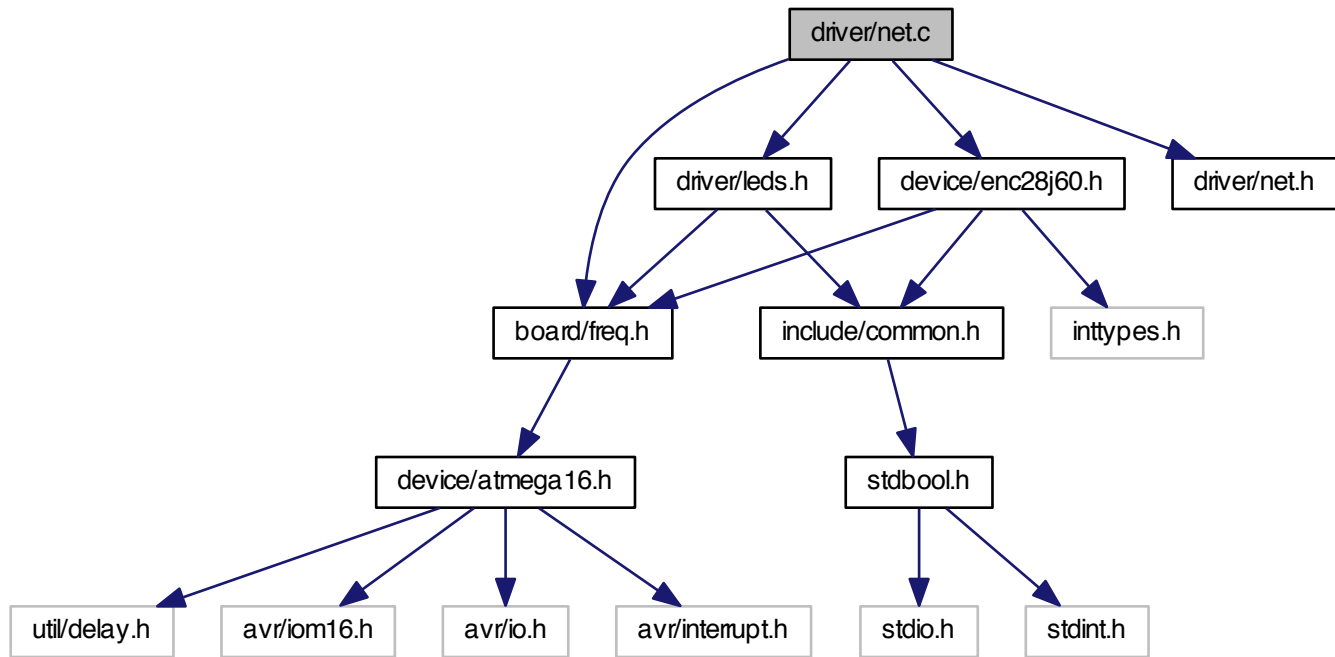 driver/net.c
driver/leds.h
device/enc28j60.h
driver/net.h
board/freq.h
include/common.h
inttypes.h
device/atmega16.h
stdbool.h
util/delay.h
avr/iom16.h
avr/io.h
avr/interrupt.h
stdio.h
stdint.h